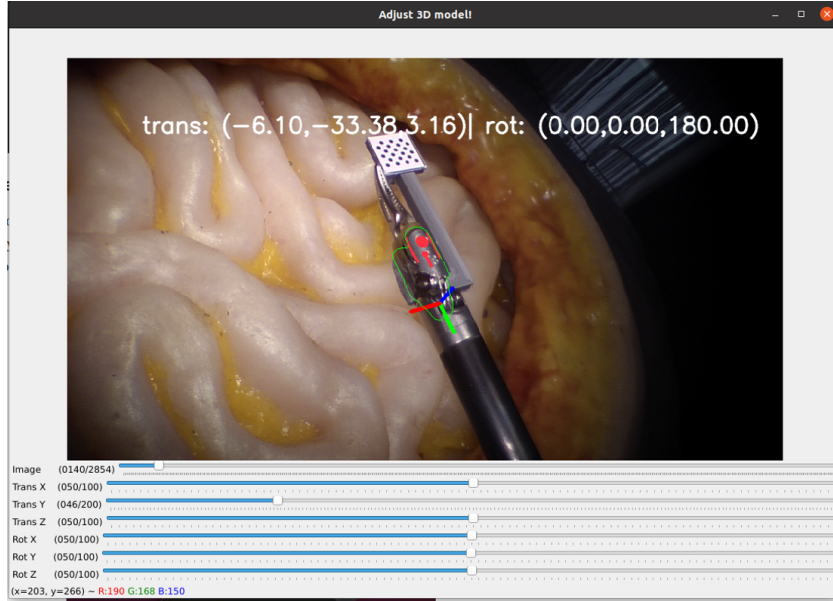 Adjust 3D model!
trans: (-6.10,-33.38,3.16)| rot: (0.00,0.00,180.00)
Image (0140/2854)
Trans X (050/100)
Trans Y (046/200)
Trans Z (050/100)
Rot X (050/100)
Rot Y (050/100)
Rot Z (050/100)
(x=203, y=266) ~ R:190 G:168 B:150